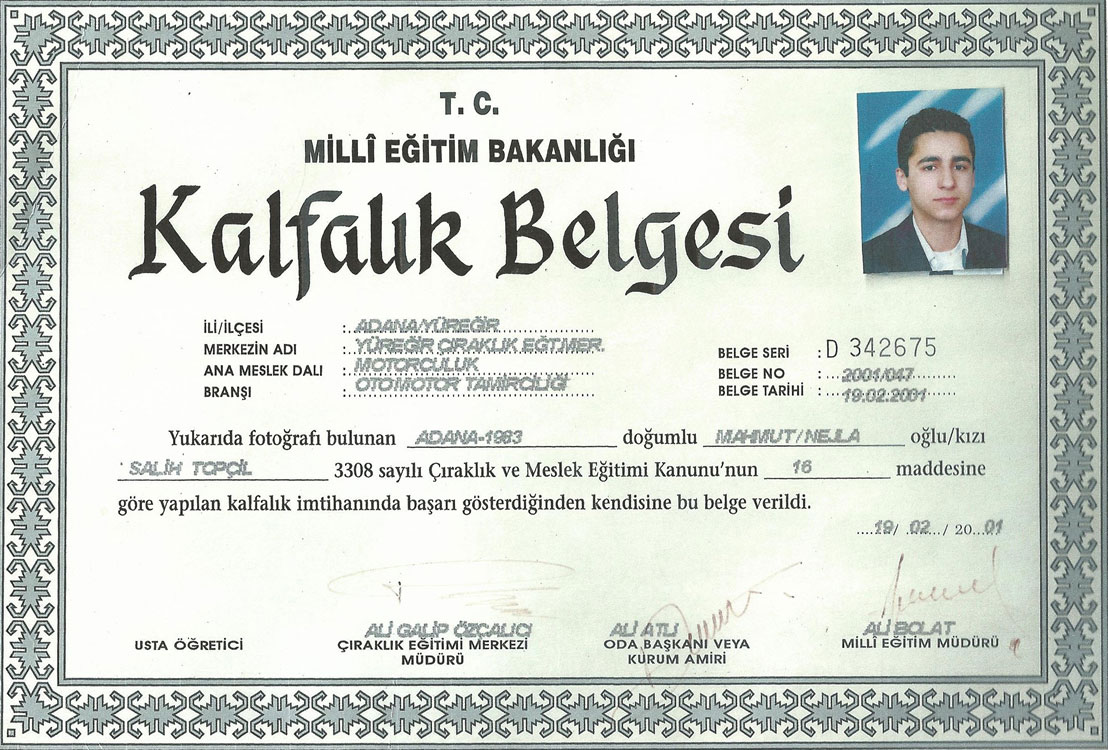 T. C.
MİLLÎ EĞİTİM BAKANLIĞI
Kalfalık Belgesi
İLİ/İLÇESİ : ADANA/YÜREĞİR
MERKEZİN ADI : YÜREĞİR ÇIRAKLIK EĞT.MER.
ANA MESLEK DALI : MOTORCULUK
BRANŞI : OTOMOTOR TAMİRCİLİĞİ
BELGE SERİ : D 342675
BELGE NO : 2001/047
BELGE TARİHİ : 19.02.2001
Yukarıda fotoğrafı bulunan ADANA-1983 doğumlu MAHMUT/NEJLA oğlu/kızı
SALİH TOPÇİL 3308 sayılı Çıraklık ve Meslek Eğitimi Kanunu'nun 16 maddesine
göre yapılan kalfalık imtihanında başarı gösterdiğinden kendisine bu belge verildi.
....19/ .02.../ 20...01
USTA ÖĞRETİCİ
ALİ GALİP ÖZÇALICI
ÇIRAKLIK EĞİTİMİ MERKEZİ
MÜDÜRÜ
ALİ ATLI
ODA BAŞKANI VEYA
KURUM AMİRİ
ALİ BOLAT
MİLLİ EĞİTİM MÜDÜRÜ